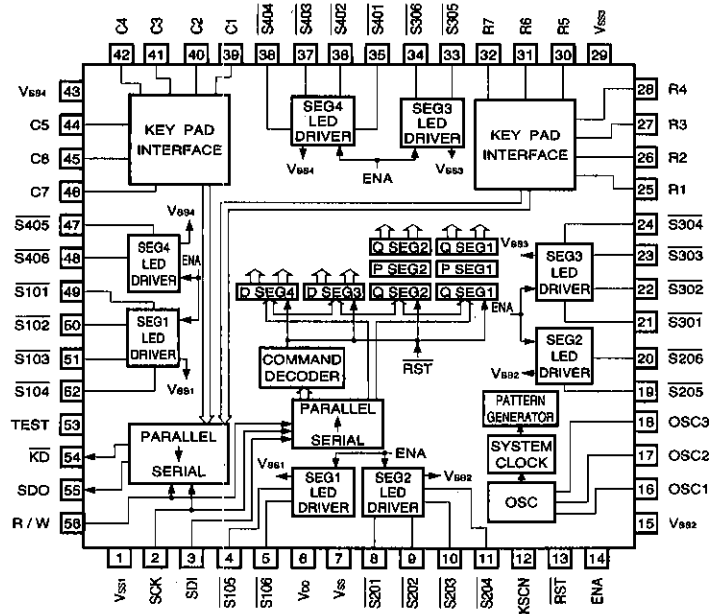 C4 C3 C2 C1 S404 S403 S402 S401 S306 S305 R7 R6 R5 VSS3
42 41 40 39 38 37 36 35 34 33 32 31 30 29
VSS4 43
C5 44
C6 45
C7 46
S405 47
S406 48
S101 49
S102 50
S103 51
S104 52
TEST 53
KD 54
SDO 55
R / W 56
KEY PAD
INTERFACE
SEG4
LED
DRIVER
VSS4
ENA
SEG3
LED
DRIVER
VSS3
KEY PAD
INTERFACE
28 R4
27 R3
26 R2
25 R1
24 S304
23 S303
22 S302
21 S301
20 S206
19 S205
18 OSC3
17 OSC2
16 OSC1
15 VSS2
SEG4
LED
DRIVER
VSS4
ENA
SEG1
LED
DRIVER
VSS1
Q SEG2 Q SEG1
P SEG2 P SEG1
D SEG4 D SEG3 Q SEG2 Q SEG1
COMMAND
DECODER
RST
VSS3
SEG3
LED
DRIVER
ENA
SEG2
LED
DRIVER
VSS2
PATTERN
GENERATOR
SYSTEM
CLOCK
OSC
PARALLEL
SERIAL
PARALLEL
SERIAL
ENA
VSS1
SEG1
LED
DRIVER
SEG2
LED
DRIVER
VSS2
1 2 3 4 5 6 7 8 9 10 11 12 13 14
VSS1 SCK SDI S105 S106 VDD VSS S201 S202 S203 S204 KSCN RST ENA